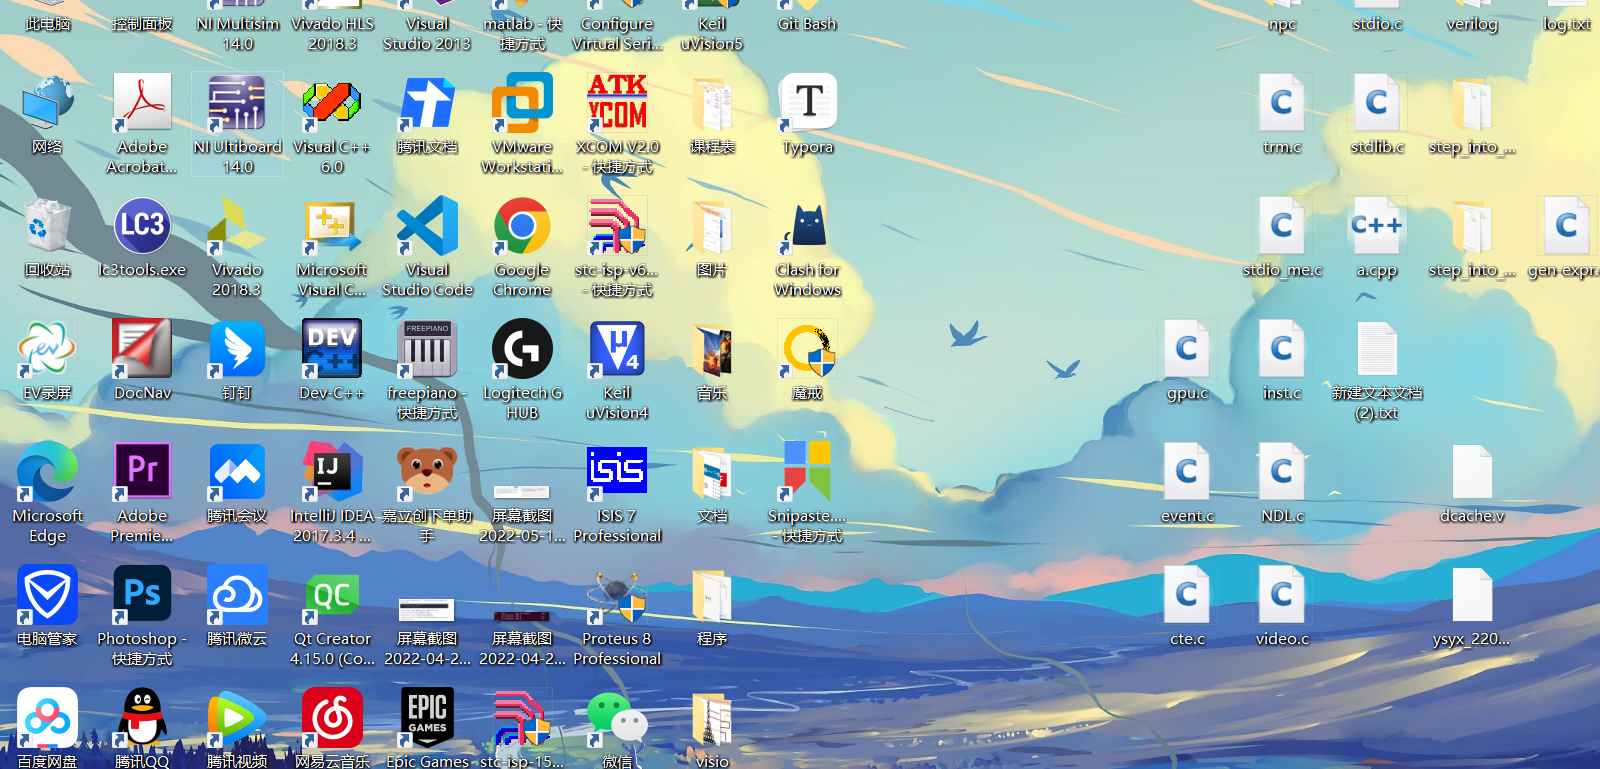 此电脑
控制面板
NI Multisim
14.0
Vivado HLS
2018.3
Visual
Studio 2013
matlab - 快
捷方式
Configure
Virtual Seri...
Keil
uVision5
Git Bash
npc
stdio.c
verilog
log.txt
网络
Adobe
Acrobat...
NI Ultiboard
14.0
Visual C++
6.0
腾讯文档
VMware
Workstati...
ATK
XCOM
XCOM V2.0
- 快捷方式
课程表
T
Typora
C
trm.c
C
stdlib.c
step_into_...
回收站
LC3
lc3tools.exe
Vivado
2018.3
Microsoft
Visual C...
Visual
Studio Code
Google
Chrome
stc-isp-v6...
- 快捷方式
图片
Clash for
Windows
C
stdio_me.c
C++
a.cpp
step_into_...
C
gen-expr.
ev
EV录屏
DocNav
钉钉
DEV
C++
Dev-C++
FREEPIANO
freepiano -
快捷方式
G
Logitech G
HUB
μ
V
4
Keil
uVision4
音乐
魔戒
C
gpu.c
C
inst.c
新建文本文档
(2).txt
Microsoft
Edge
Pr
Adobe
Premie...
腾讯会议
IJ
IntelliJ IDEA
2017.3.4 ...
嘉立创下单助
手
屏幕截图
2022-05-1...
isis
ISIS 7
Professional
文档
Snipaste....
- 快捷方式
C
event.c
C
NDL.c
dcache.v
电脑管家
Ps
Photoshop -
快捷方式
腾讯微云
QC
Qt Creator
4.15.0 (Co...
屏幕截图
2022-04-2...
屏幕截图
2022-04-2...
Proteus 8
Professional
程序
C
cte.c
C
video.c
ysyx_220...
百度网盘
腾讯QQ
腾讯视频
网易云音乐
EPIC
GAMES
Epic Games
stc-isp-15...
微信
visio